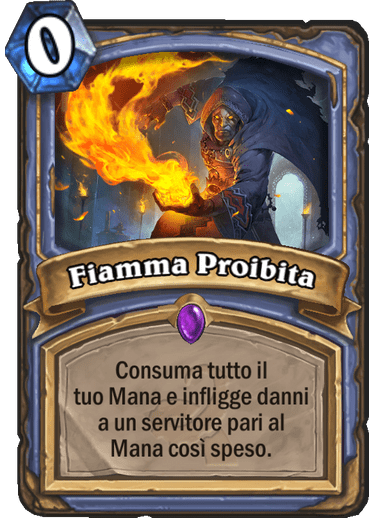 0
Fiamma Proibita
Consuma tutto il
tuo Mana e infligge danni
a un servitore pari al
Mana così speso.